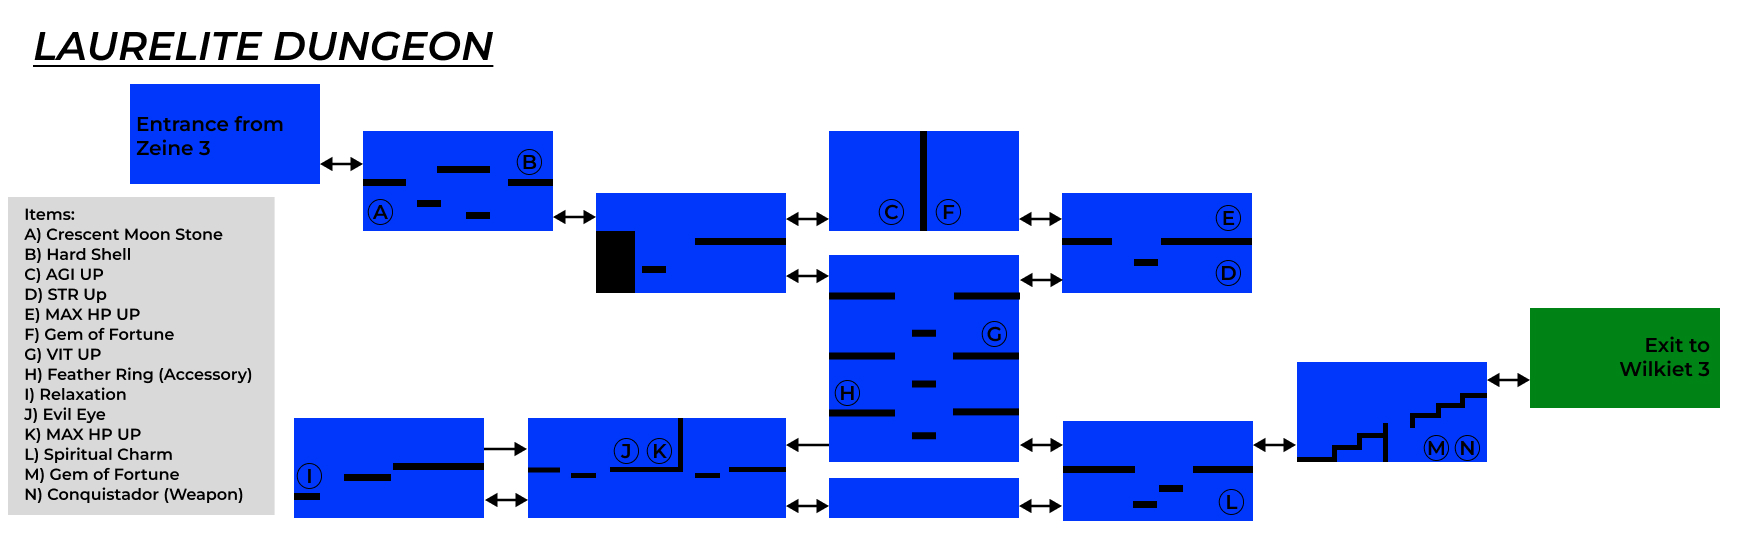 LAURELITE DUNGEON
Entrance from
Zeine 3
B
A
C
F
E
D
G
H
Items:
A) Crescent Moon Stone
B) Hard Shell
C) AGI UP
D) STR Up
E) MAX HP UP
F) Gem of Fortune
G) VIT UP
H) Feather Ring (Accessory)
I) Relaxation
J) Evil Eye
K) MAX HP UP
L) Spiritual Charm
M) Gem of Fortune
N) Conquistador (Weapon)
I
J
K
L
M
N
Exit to
Wilkiet 3